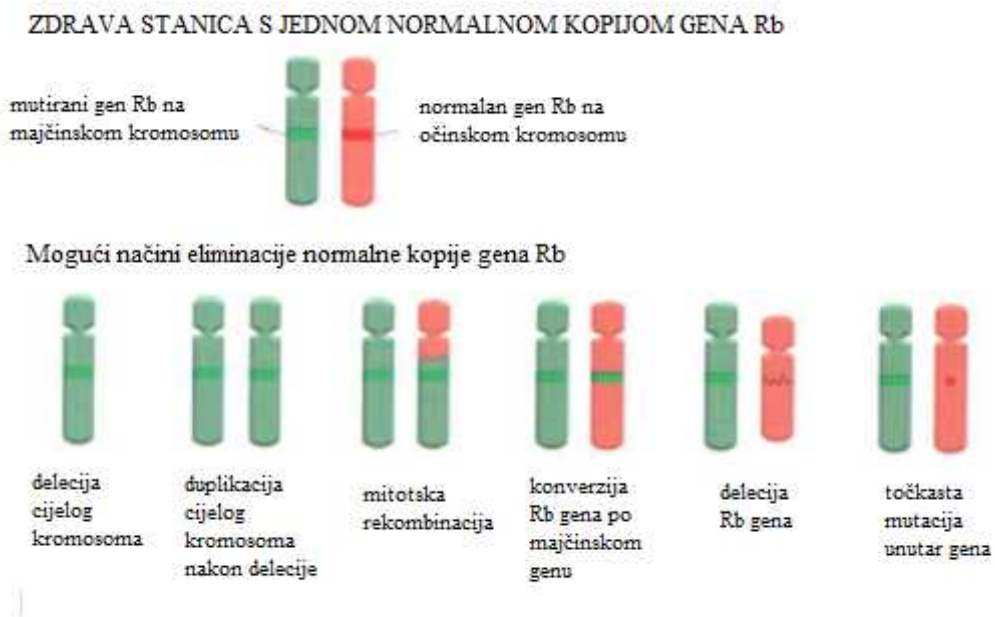 ZDRAVA STANICA S JEDNOM NORMALNOM KOPIJOM GENA Rb
mutirani gen Rb na
majčinskom kromosomu
normalan gen Rb na
očinskom kromosomu
Mogući načini eliminacije normalne kopije gena Rb
delecija
cijelog
kromosoma
duplikacija
cijelog
kromosoma
nakon delecije
mitotska
rekombinacija
konverzija
Rb gena po
majčinskom
genu
delecija
Rb gena
točkasta
mutacija
unutar gena